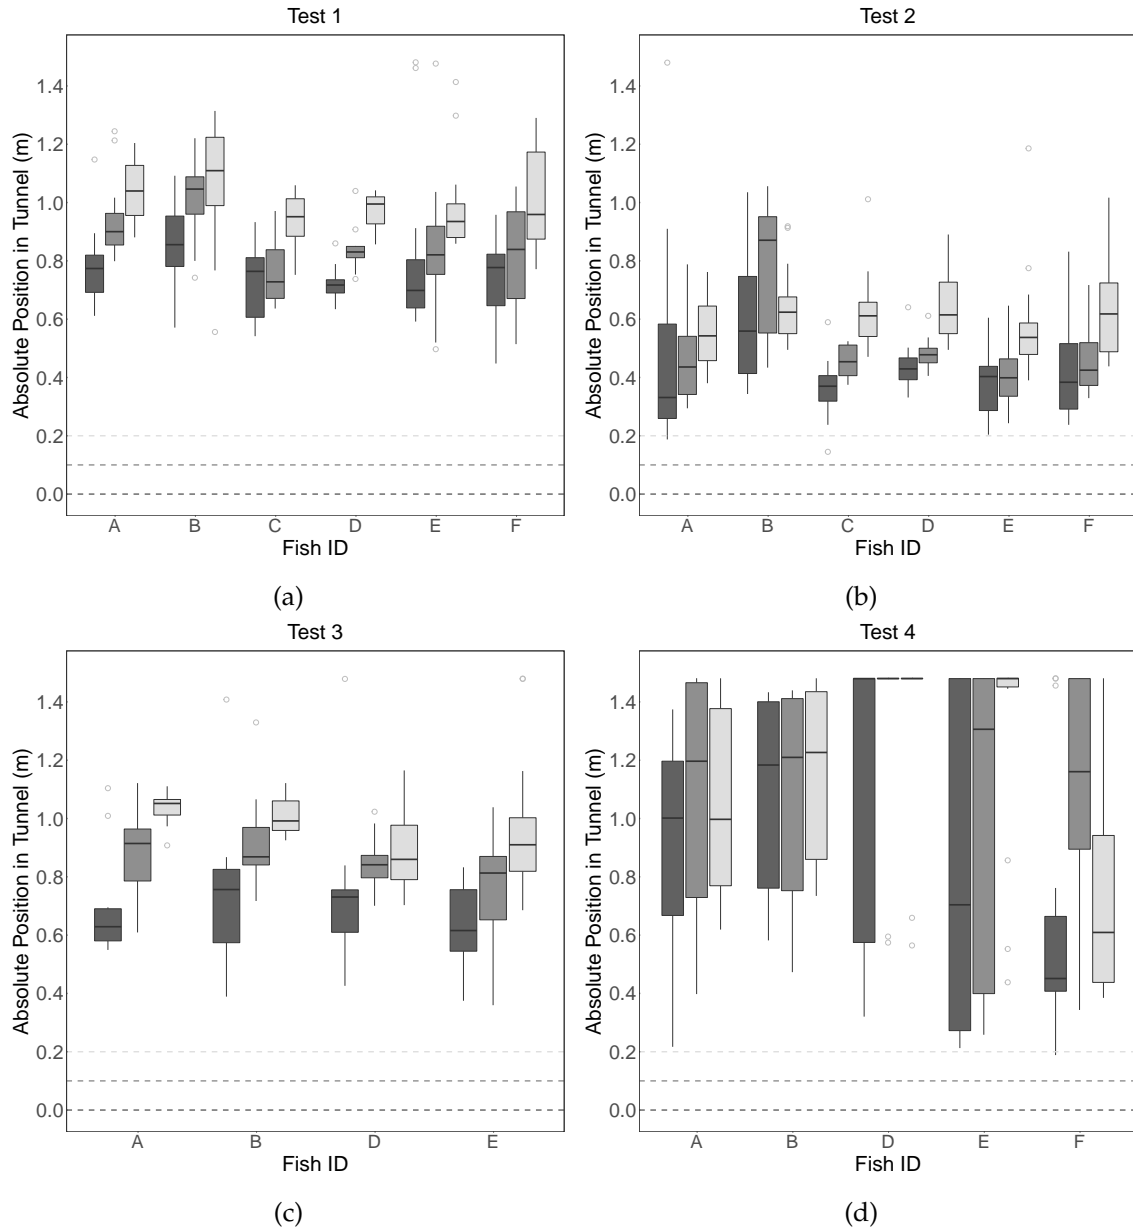 Test 1
Absolute Position in Tunnel (m)
1.4
1.2
1.0
0.8
0.6
0.4
0.2
0.0
A B C D E F
Fish ID
(a)
Test 2
Absolute Position in Tunnel (m)
1.4
1.2
1.0
0.8
0.6
0.4
0.2
0.0
A B C D E F
Fish ID
(b)
Test 3
Absolute Position in Tunnel (m)
1.4
1.2
1.0
0.8
0.6
0.4
0.2
0.0
A B D E
Fish ID
(c)
Test 4
Absolute Position in Tunnel (m)
1.4
1.2
1.0
0.8
0.6
0.4
0.2
0.0
A B D E F
Fish ID
(d)